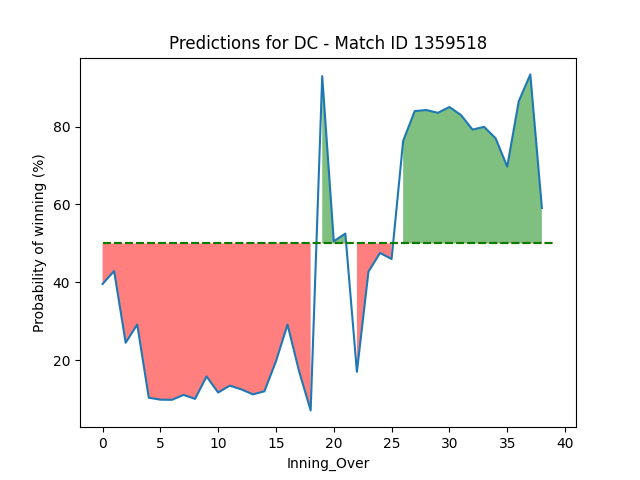 Predictions for DC - Match ID 1359518
Probability of winning (%)
80
60
40
20
0 5 10 15 20 25 30 35 40
Inning_Over